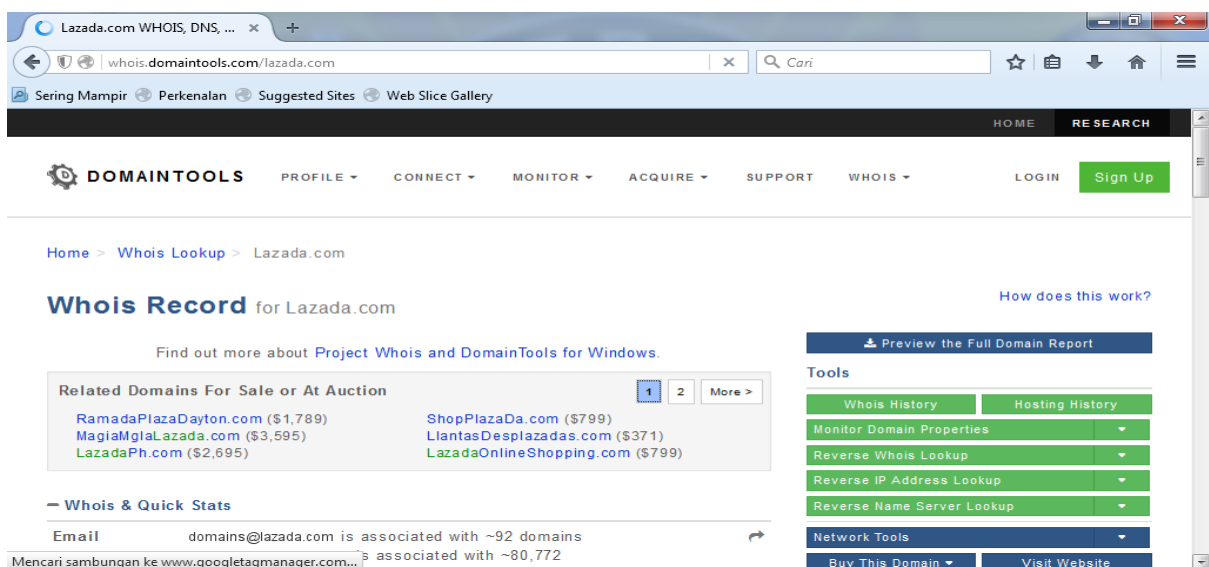 Lazada.com WHOIS, DNS, ...
whois.domaintools.com/lazada.com
Cari
Sering Mampir Perkenalan Suggested Sites Web Slice Gallery
HOME RESEARCH
DOMAINTOOLS PROFILE CONNECT MONITOR ACQUIRE SUPPORT WHOIS LOGIN Sign Up
Home > Whois Lookup > Lazada.com
How does this work?
Whois Record for Lazada.com
Find out more about Project Whois and DomainTools for Windows.
Related Domains For Sale or At Auction 1 2 More >
RamadaPlazaDayton.com ($1,789) ShopPlazaDa.com ($799)
MagiaMglaLazada.com ($3,595) LlantasDesplazadas.com ($371)
LazadaPh.com ($2,695) LazadaOnlineShopping.com ($799)
Whois & Quick Stats
Email domains@lazada.com is associated with ~92 domains
is associated with ~80,772
Mencari sambungan ke www.googletagmanager.com...
Preview the Full Domain Report
Tools
Whois History Hosting History
Monitor Domain Properties
Reverse Whois Lookup
Reverse IP Address Lookup
Reverse Name Server Lookup
Network Tools
Buy This Domain Visit Website